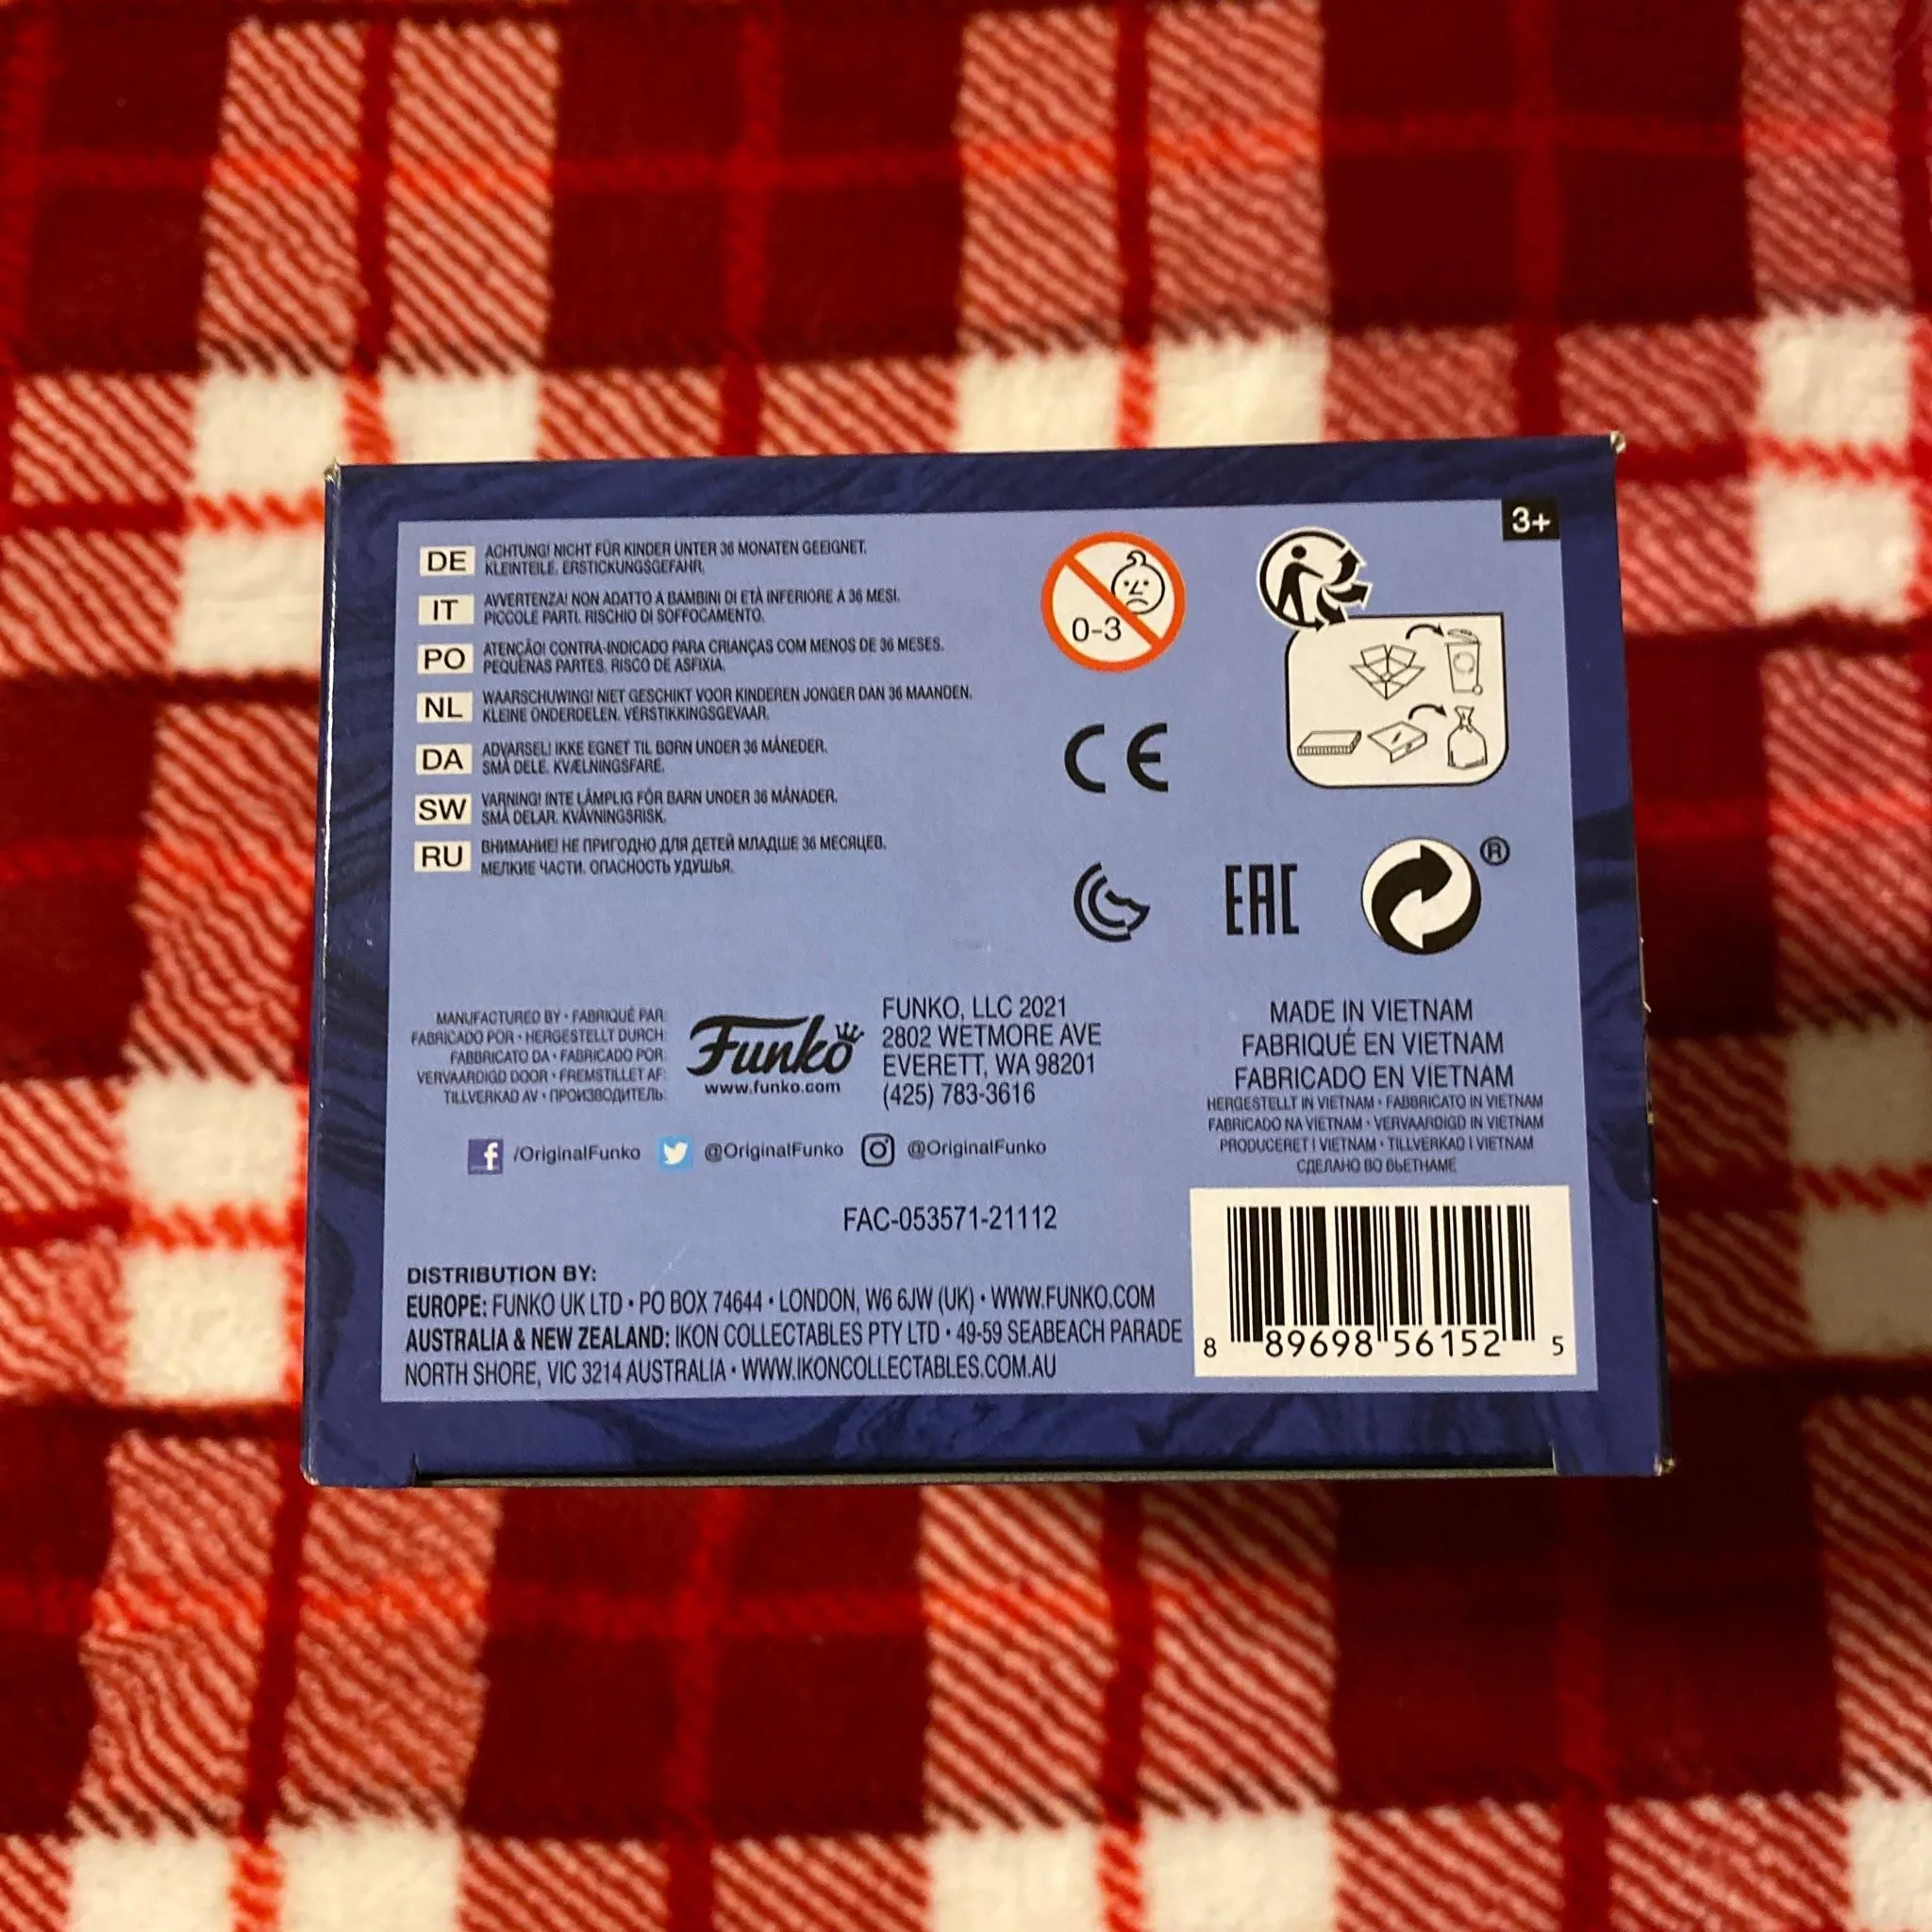 3+
DE
ACHTUNG! NICHT FÜR KINDER UNTER 36 MONATEN GEEIGNET.
KLEINTEILE. ERSTICKUNGSGEFAHR.
IT
AVVERTENZA! NON ADATTO A BAMBINI DI ETÀ INFERIORE A 36 MESI.
PICCOLE PARTI. RISCHIO DI SOFFOCAMENTO.
PO
ATENÇÃO! CONTRA-INDICADO PARA CRIANÇAS COM MENOS DE 36 MESES.
PEQUENAS PARTES. RISCO DE ASFIXIA.
NL
WAARSCHUWING! NIET GESCHIKT VOOR KINDEREN JONGER DAN 36 MAANDEN.
KLEINE ONDERDELEN. VERSTIKKINGSGEVAAR.
DA
ADVARSEL! IKKE EGNET TIL BØRN UNDER 36 MÅNEDER.
SMÅ DELE. KVÆLNINGSFARE.
SW
VARNING! INTE LÄMPLIG FÖR BARN UNDER 36 MÅNADER.
SMÅ DELAR. KVÄVNINGSRISK.
RU
ВНИМАНИЕ! НЕ ПРИГОДНО ДЛЯ ДЕТЕЙ МЛАДШЕ 36 МЕСЯЦЕВ.
МЕЛКИЕ ЧАСТИ. ОПАСНОСТЬ УДУШЬЯ.
0-3
CE
EAC
®
MANUFACTURED BY • FABRIQUÉ PAR:
FABRICADO POR • HERGESTELLT DURCH:
FABBRICATO DA • FABRICADO POR:
VERVAARDIGD DOOR • FREMSTILLET AF:
TILLVERKAD AV • ПРОИЗВОДИТЕЛЬ:
Funko
www.funko.com
FUNKO, LLC 2021
2802 WETMORE AVE
EVERETT, WA 98201
(425) 783-3616
MADE IN VIETNAM
FABRIQUÉ EN VIETNAM
FABRICADO EN VIETNAM
HERGESTELLT IN VIETNAM • FABBRICATO IN VIETNAM
FABRICADO NA VIETNAM • VERVAARDIGD IN VIETNAM
PRODUCERET I VIETNAM • TILLVERKAD I VIETNAM
СДЕЛАНО ВО ВЬЕТНАМЕ
f /OriginalFunko @OriginalFunko @OriginalFunko
FAC-053571-21112
DISTRIBUTION BY:
EUROPE: FUNKO UK LTD • PO BOX 74644 • LONDON, W6 6JW (UK) • WWW.FUNKO.COM
AUSTRALIA & NEW ZEALAND: IKON COLLECTABLES PTY LTD • 49-59 SEABEACH PARADE
NORTH SHORE, VIC 3214 AUSTRALIA • WWW.IKONCOLLECTABLES.COM.AU
8 89698 56152 5